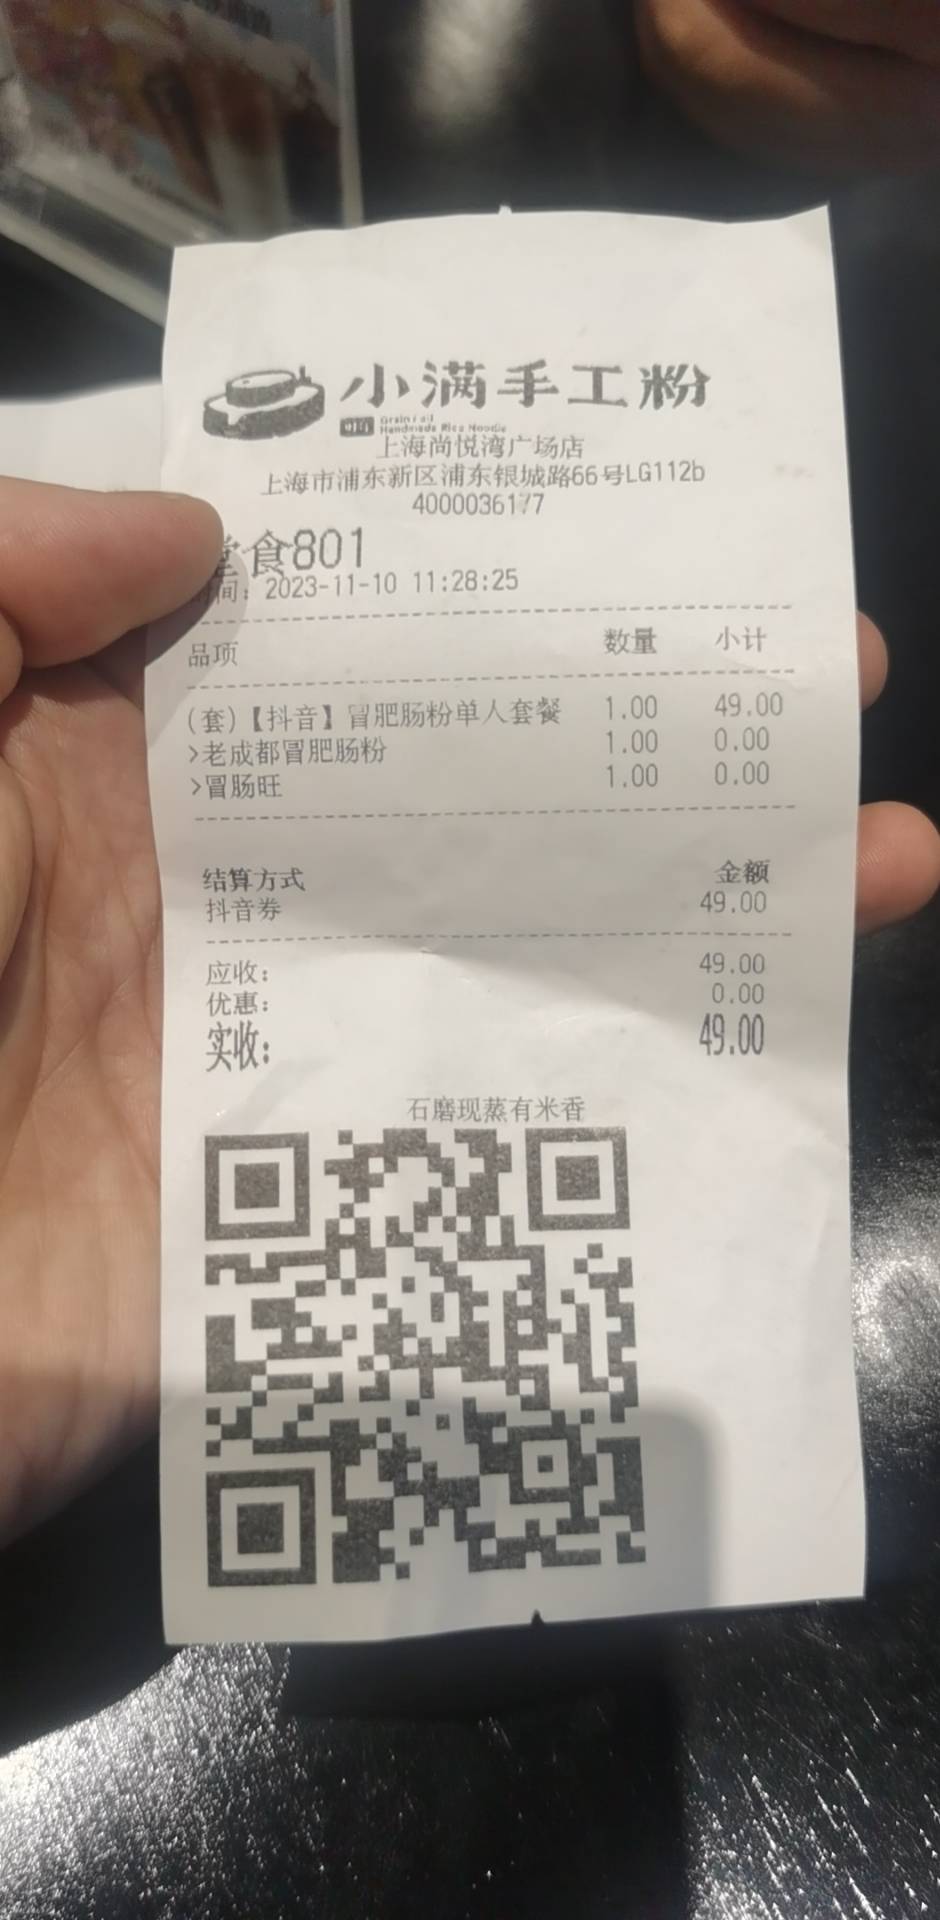 小满手工粉
Handmade Rice Noodle
上海尚悦湾广场店
上海市浦东新区浦东银城路66号LG112b
4000036177
堂食801
时间：2023-11-10 11:28:25
品项 数量 小计
(套)【抖音】冒肥肠粉单人套餐 1.00 49.00
>老成都冒肥肠粉 1.00 0.00
>冒肠旺 1.00 0.00
结算方式 金额
抖音券 49.00
应收: 49.00
优惠: 0.00
实收: 49.00
石磨现蒸有米香